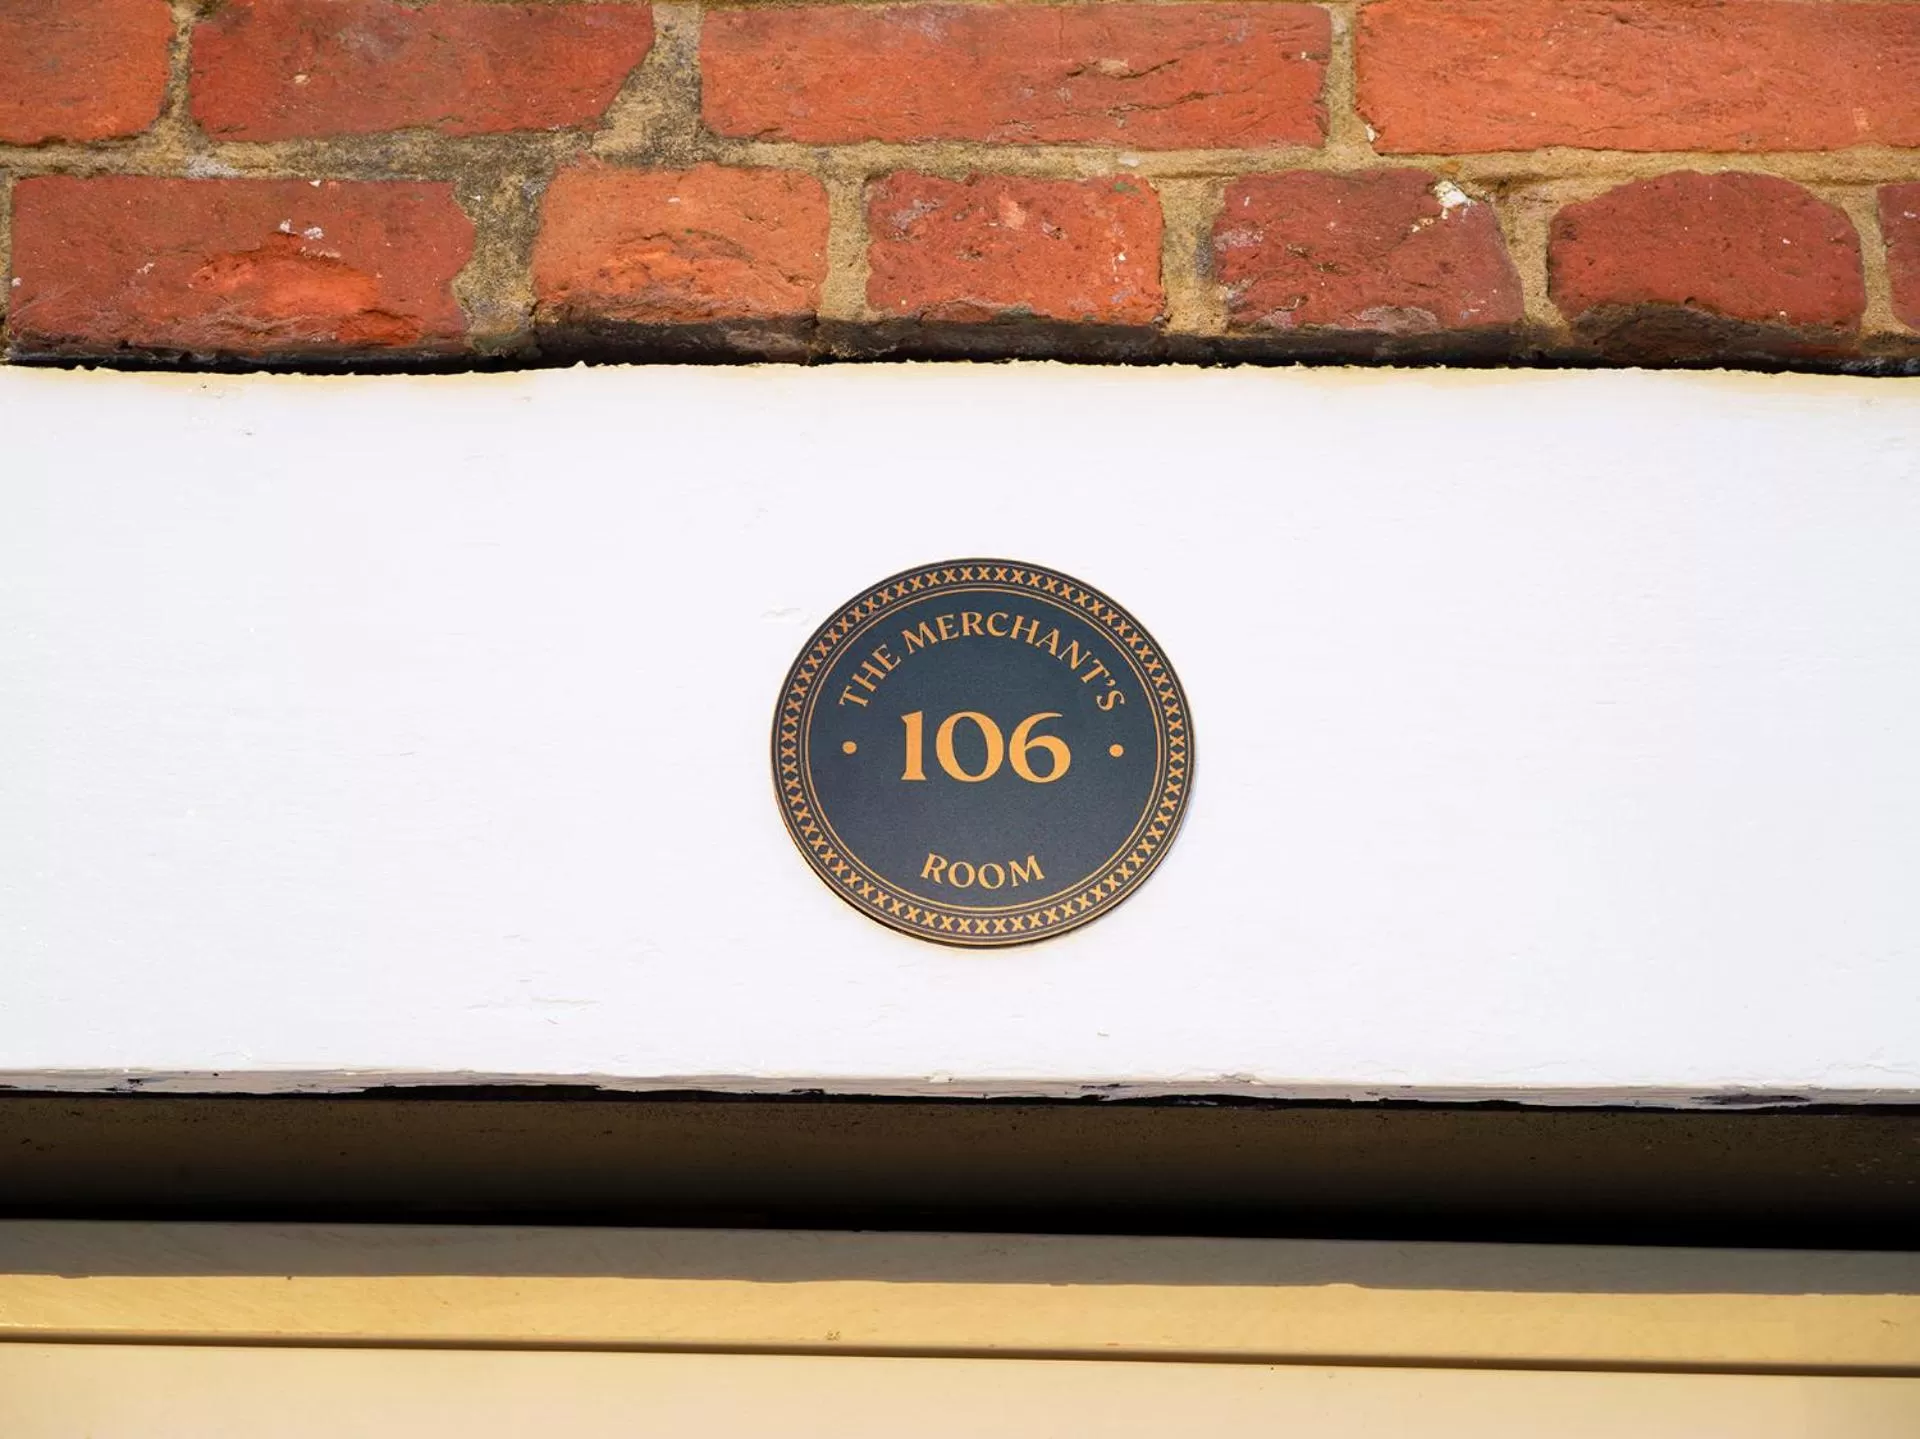 THE MERCHANT'S
• 106 •
ROOM